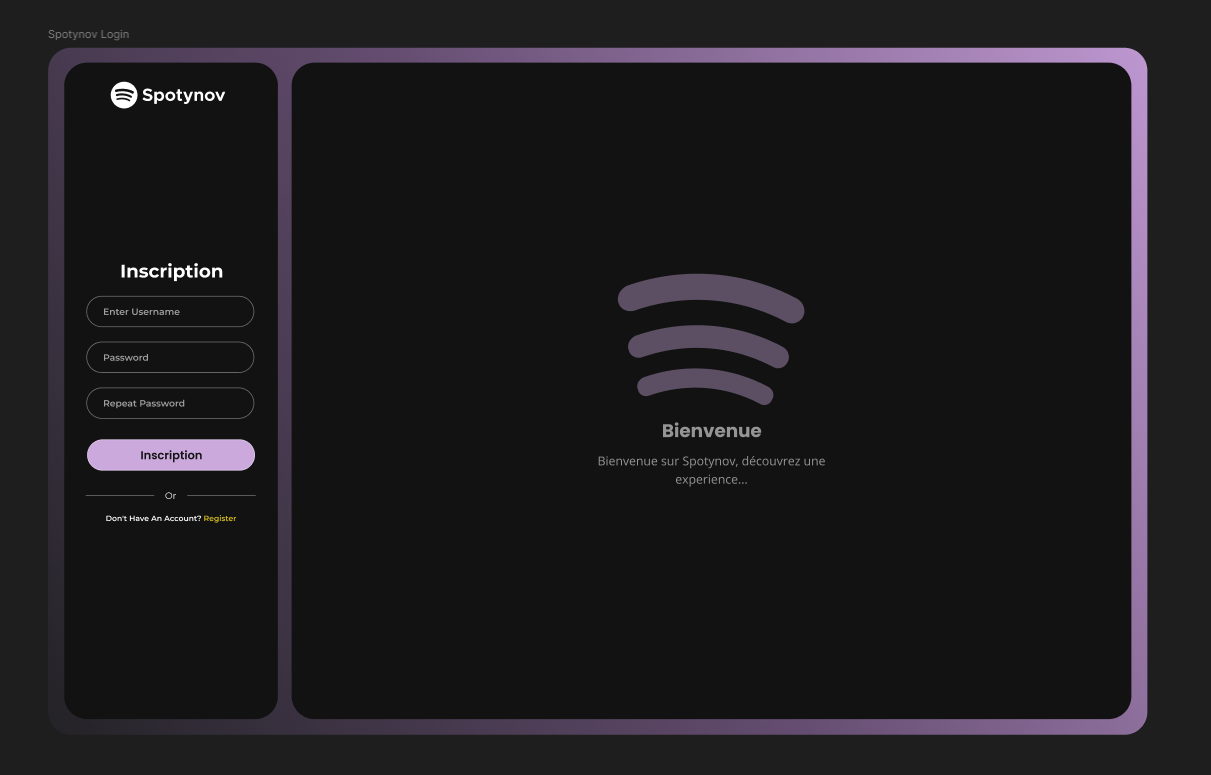 Spotynov Login
Spotynov
Inscription
Enter Username
Password
Repeat Password
Inscription
Or
Don't Have An Account? Register
Bienvenue
Bienvenue sur Spotynov, découvrez une
experience...